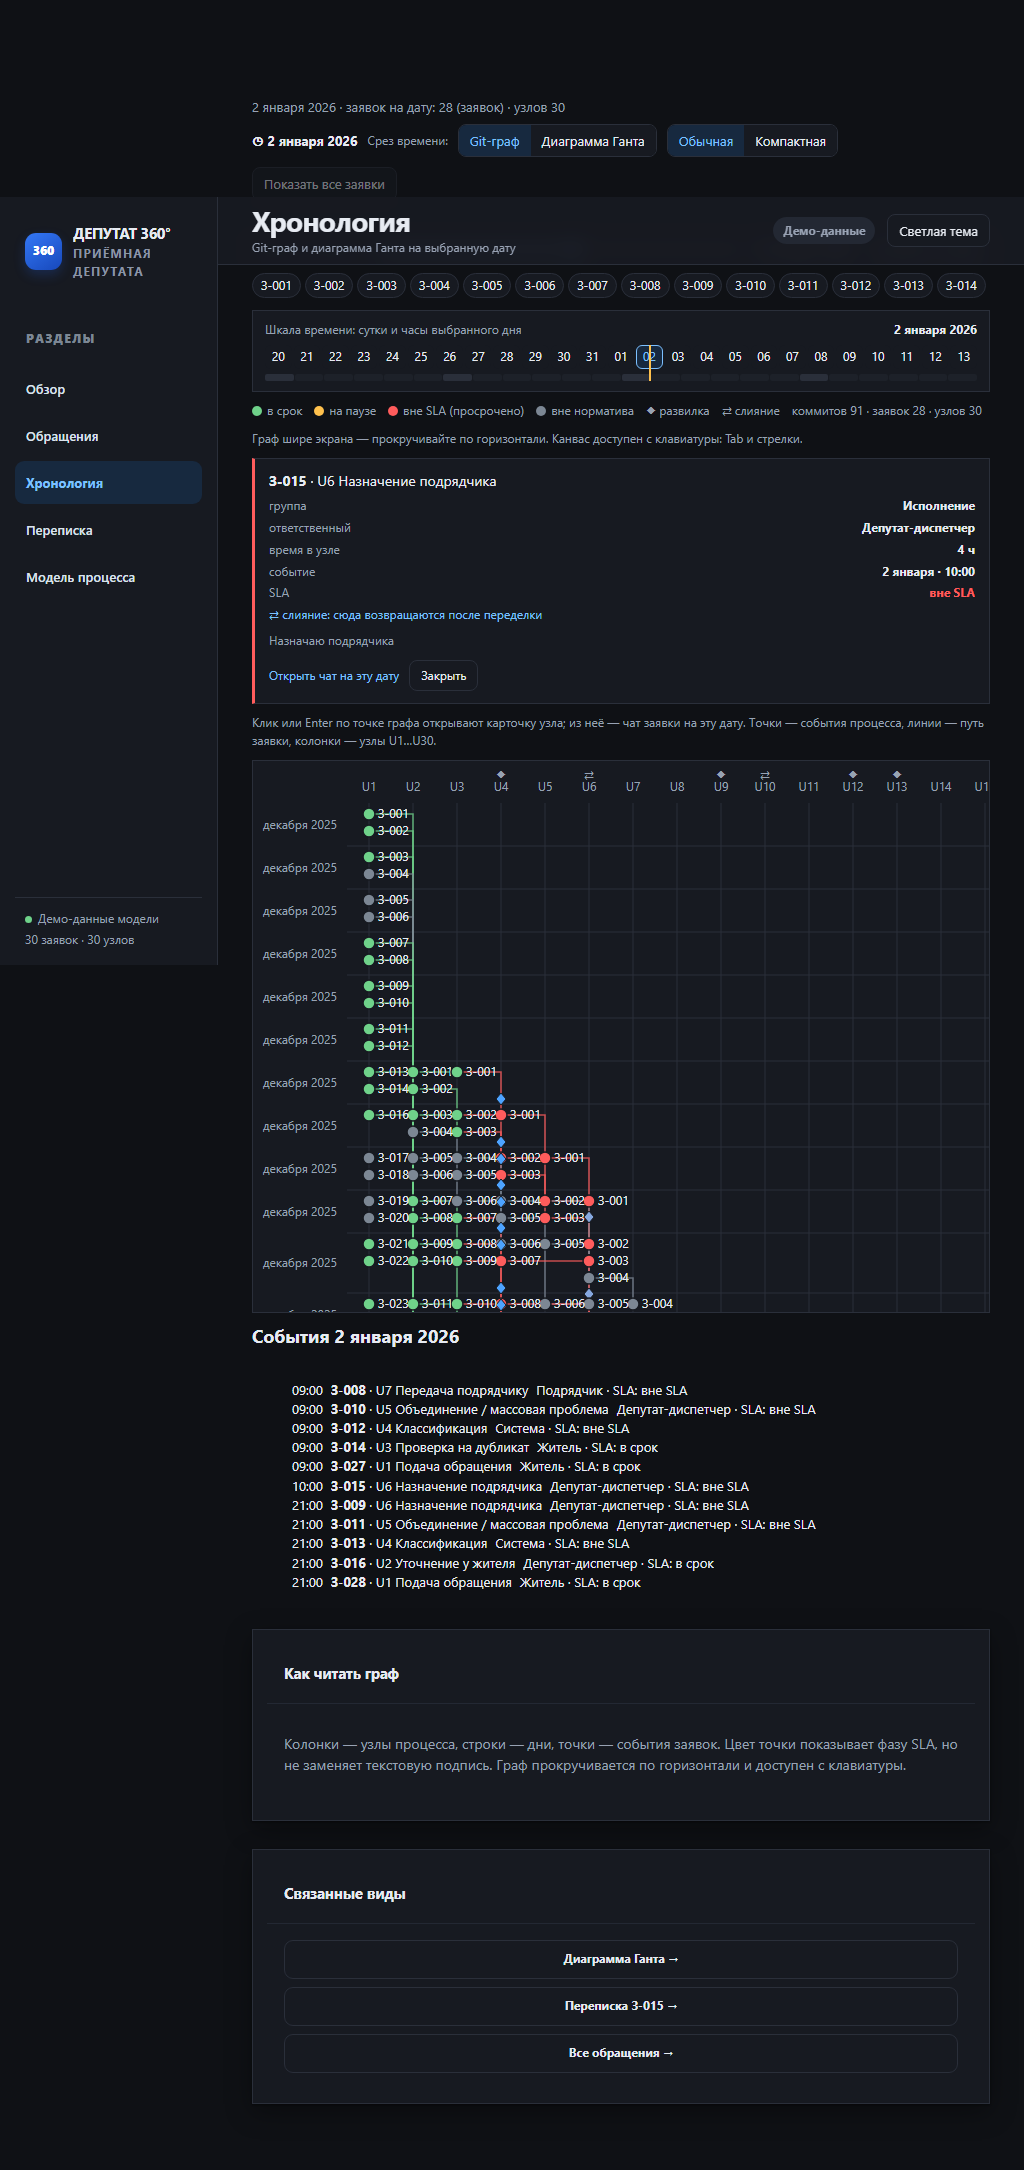 2 января 2026 · заявок на дату: 28 (заявок) · узлов 30
2 января 2026 Срез времени: Git-граф Диаграмма Ганта Обычная Компактная
Показать все заявки
360 ДЕПУТАТ 360°
ПРИЁМНАЯ
ДЕПУТАТА
Хронология
Git-граф и диаграмма Ганта на выбранную дату
Демо-данные Светлая тема
РАЗДЕЛЫ
Обзор
Обращения
Хронология
Переписка
Модель процесса
Демо-данные модели
30 заявок · 30 узлов
З-001 З-002 З-003 З-004 З-005 З-006 З-007 З-008 З-009 З-010 З-011 З-012 З-013 З-014
Шкала времени: сутки и часы выбранного дня 2 января 2026
20 21 22 23 24 25 26 27 28 29 30 31 01 02 03 04 05 06 07 08 09 10 11 12 13
в срок на паузе вне SLA (просрочено) вне норматива ◆ развилка ⇄ слияние коммитов 91 · заявок 28 · узлов 30
Граф шире экрана — прокручивайте по горизонтали. Канвас доступен с клавиатуры: Tab и стрелки.
З-015 · U6 Назначение подрядчика
группа Исполнение
ответственный Депутат-диспетчер
время в узле 4 ч
событие 2 января · 10:00
SLA вне SLA
⇄ слияние: сюда возвращаются после переделки
Назначаю подрядчика
Открыть чат на эту дату Закрыть
Клик или Enter по точке графа открывают карточку узла; из неё — чат заявки на эту дату. Точки — события процесса, линии — путь
заявки, колонки — узлы U1…U30.
◆ ⇄ ◆ ⇄ ◆ ◆
U1 U2 U3 U4 U5 U6 U7 U8 U9 U10 U11 U12 U13 U14 U1
З-001
декабря 2025
З-002
З-003
декабря 2025
З-004
З-005
декабря 2025
З-006
З-007
декабря 2025
З-008
З-009
декабря 2025
З-010
З-011
декабря 2025
З-012
З-013 З-001 З-001
декабря 2025
З-014 З-002
З-016 З-003 З-002 З-001
декабря 2025
З-004 З-003
З-017 З-005 З-004 З-002 З-001
декабря 2025
З-018 З-006 З-005 З-003
З-019 З-007 З-006 З-004 З-002 З-001
декабря 2025
З-020 З-008 З-007 З-005 З-003
З-021 З-009 З-008 З-006 З-005 З-002
декабря 2025
З-022 З-010 З-009 З-007 З-003
З-004
З-023 З-011 З-010 З-008 З-006 З-005 З-004
События 2 января 2026
09:00 З-008 · U7 Передача подрядчику Подрядчик · SLA: вне SLA
09:00 З-010 · U5 Объединение / массовая проблема Депутат-диспетчер · SLA: вне SLA
09:00 З-012 · U4 Классификация Система · SLA: вне SLA
09:00 З-014 · U3 Проверка на дубликат Житель · SLA: в срок
09:00 З-027 · U1 Подача обращения Житель · SLA: в срок
10:00 З-015 · U6 Назначение подрядчика Депутат-диспетчер · SLA: вне SLA
21:00 З-009 · U6 Назначение подрядчика Депутат-диспетчер · SLA: вне SLA
21:00 З-011 · U5 Объединение / массовая проблема Депутат-диспетчер · SLA: вне SLA
21:00 З-013 · U4 Классификация Система · SLA: вне SLA
21:00 З-016 · U2 Уточнение у жителя Депутат-диспетчер · SLA: в срок
21:00 З-028 · U1 Подача обращения Житель · SLA: в срок
Как читать граф
Колонки — узлы процесса, строки — дни, точки — события заявок. Цвет точки показывает фазу SLA, но
не заменяет текстовую подпись. Граф прокручивается по горизонтали и доступен с клавиатуры.
Связанные виды
Диаграмма Ганта →
Переписка З-015 →
Все обращения →